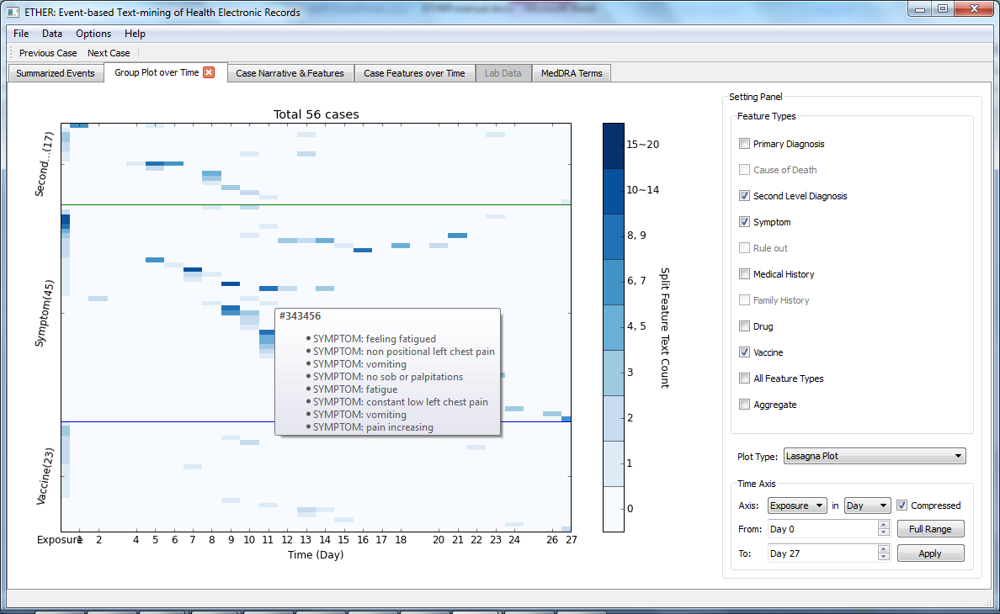 ETHER: Event-based Text-mining of Health Electronic Records
File Data Options Help
Previous Case Next Case
Summarized Events Group Plot over Time Case Narrative & Features Case Features over Time Lab Data MedDRA Terms
Total 56 cases
Second...(17)
Symptom(45)
Vaccine(23)
#343456
• SYMPTOM: feeling fatigued
• SYMPTOM: non positional left chest pain
• SYMPTOM: vomiting
• SYMPTOM: no sob or palpitations
• SYMPTOM: fatigue
• SYMPTOM: constant low left chest pain
• SYMPTOM: vomiting
• SYMPTOM: pain increasing
Exposure 1 2 4 5 6 7 8 9 10 11 12 13 14 15 16 17 18 20 21 22 23 24 26 27
Time (Day)
15~20
10~14
8, 9
6, 7
4, 5
3
2
1
0
Split Feature Text Count
Setting Panel
Feature Types
Primary Diagnosis
Cause of Death
Second Level Diagnosis
Symptom
Rule out
Medical History
Family History
Drug
Vaccine
All Feature Types
Aggregate
Plot Type: Lasagna Plot
Time Axis
Axis: Exposure in Day Compressed
From: Day 0 Full Range
To: Day 27 Apply